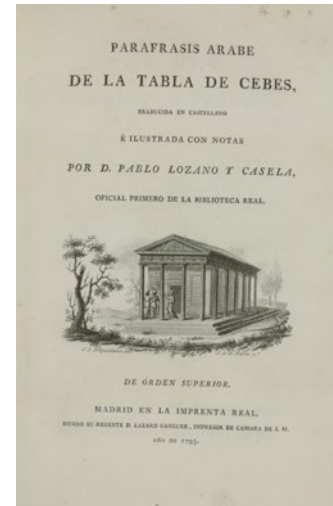 PARAFRASIS ARABE
DE LA TABLA DE CEBES,
TRADUCIDA EN CASTELLANO
É ILUSTRADA CON NOTAS
POR D. PABLO LOZANO Y CASELA,
OFICIAL PRIMERO DE LA BIBLIOTECA REAL.
DE ÓRDEN SUPERIOR.
MADRID EN LA IMPRENTA REAL.
SIENDO SU REGENTE D. LAZARO GAYGUER, IMPRESOR DE CAMARA DE S. M.
AÑO DE 1793.